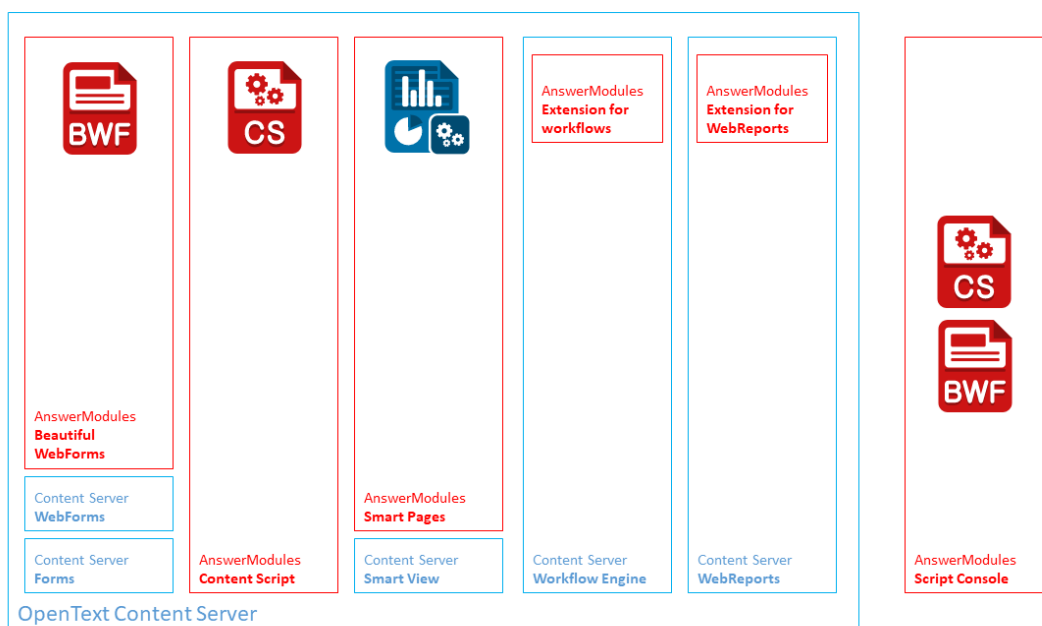 BWF
AnswerModules
Beautiful
WebForms
Content Server
WebForms
Content Server
Forms
CS
AnswerModules
Content Script
AnswerModules
Smart Pages
Content Server
Smart View
AnswerModules
Extension for
workflows
Content Server
Workflow Engine
AnswerModules
Extension for
WebReports
Content Server
WebReports
OpenText Content Server
CS
BWF
AnswerModules
Script Console